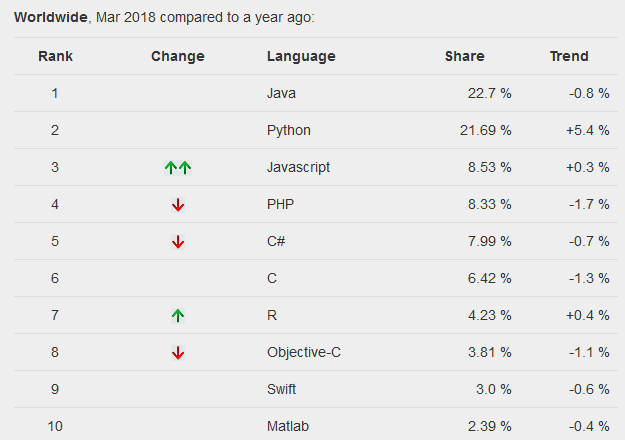 Worldwide, Mar 2018 compared to a year ago:
Rank Change Language Share Trend
1 Java 22.7 % -0.8 %
2 Python 21.69 % +5.4 %
3 ↑↑ Javascript 8.53 % +0.3 %
4 ↓ PHP 8.33 % -1.7 %
5 ↓ C# 7.99 % -0.7 %
6 C 6.42 % -1.3 %
7 ↑ R 4.23 % +0.4 %
8 ↓ Objective-C 3.81 % -1.1 %
9 Swift 3.0 % -0.6 %
10 Matlab 2.39 % -0.4 %